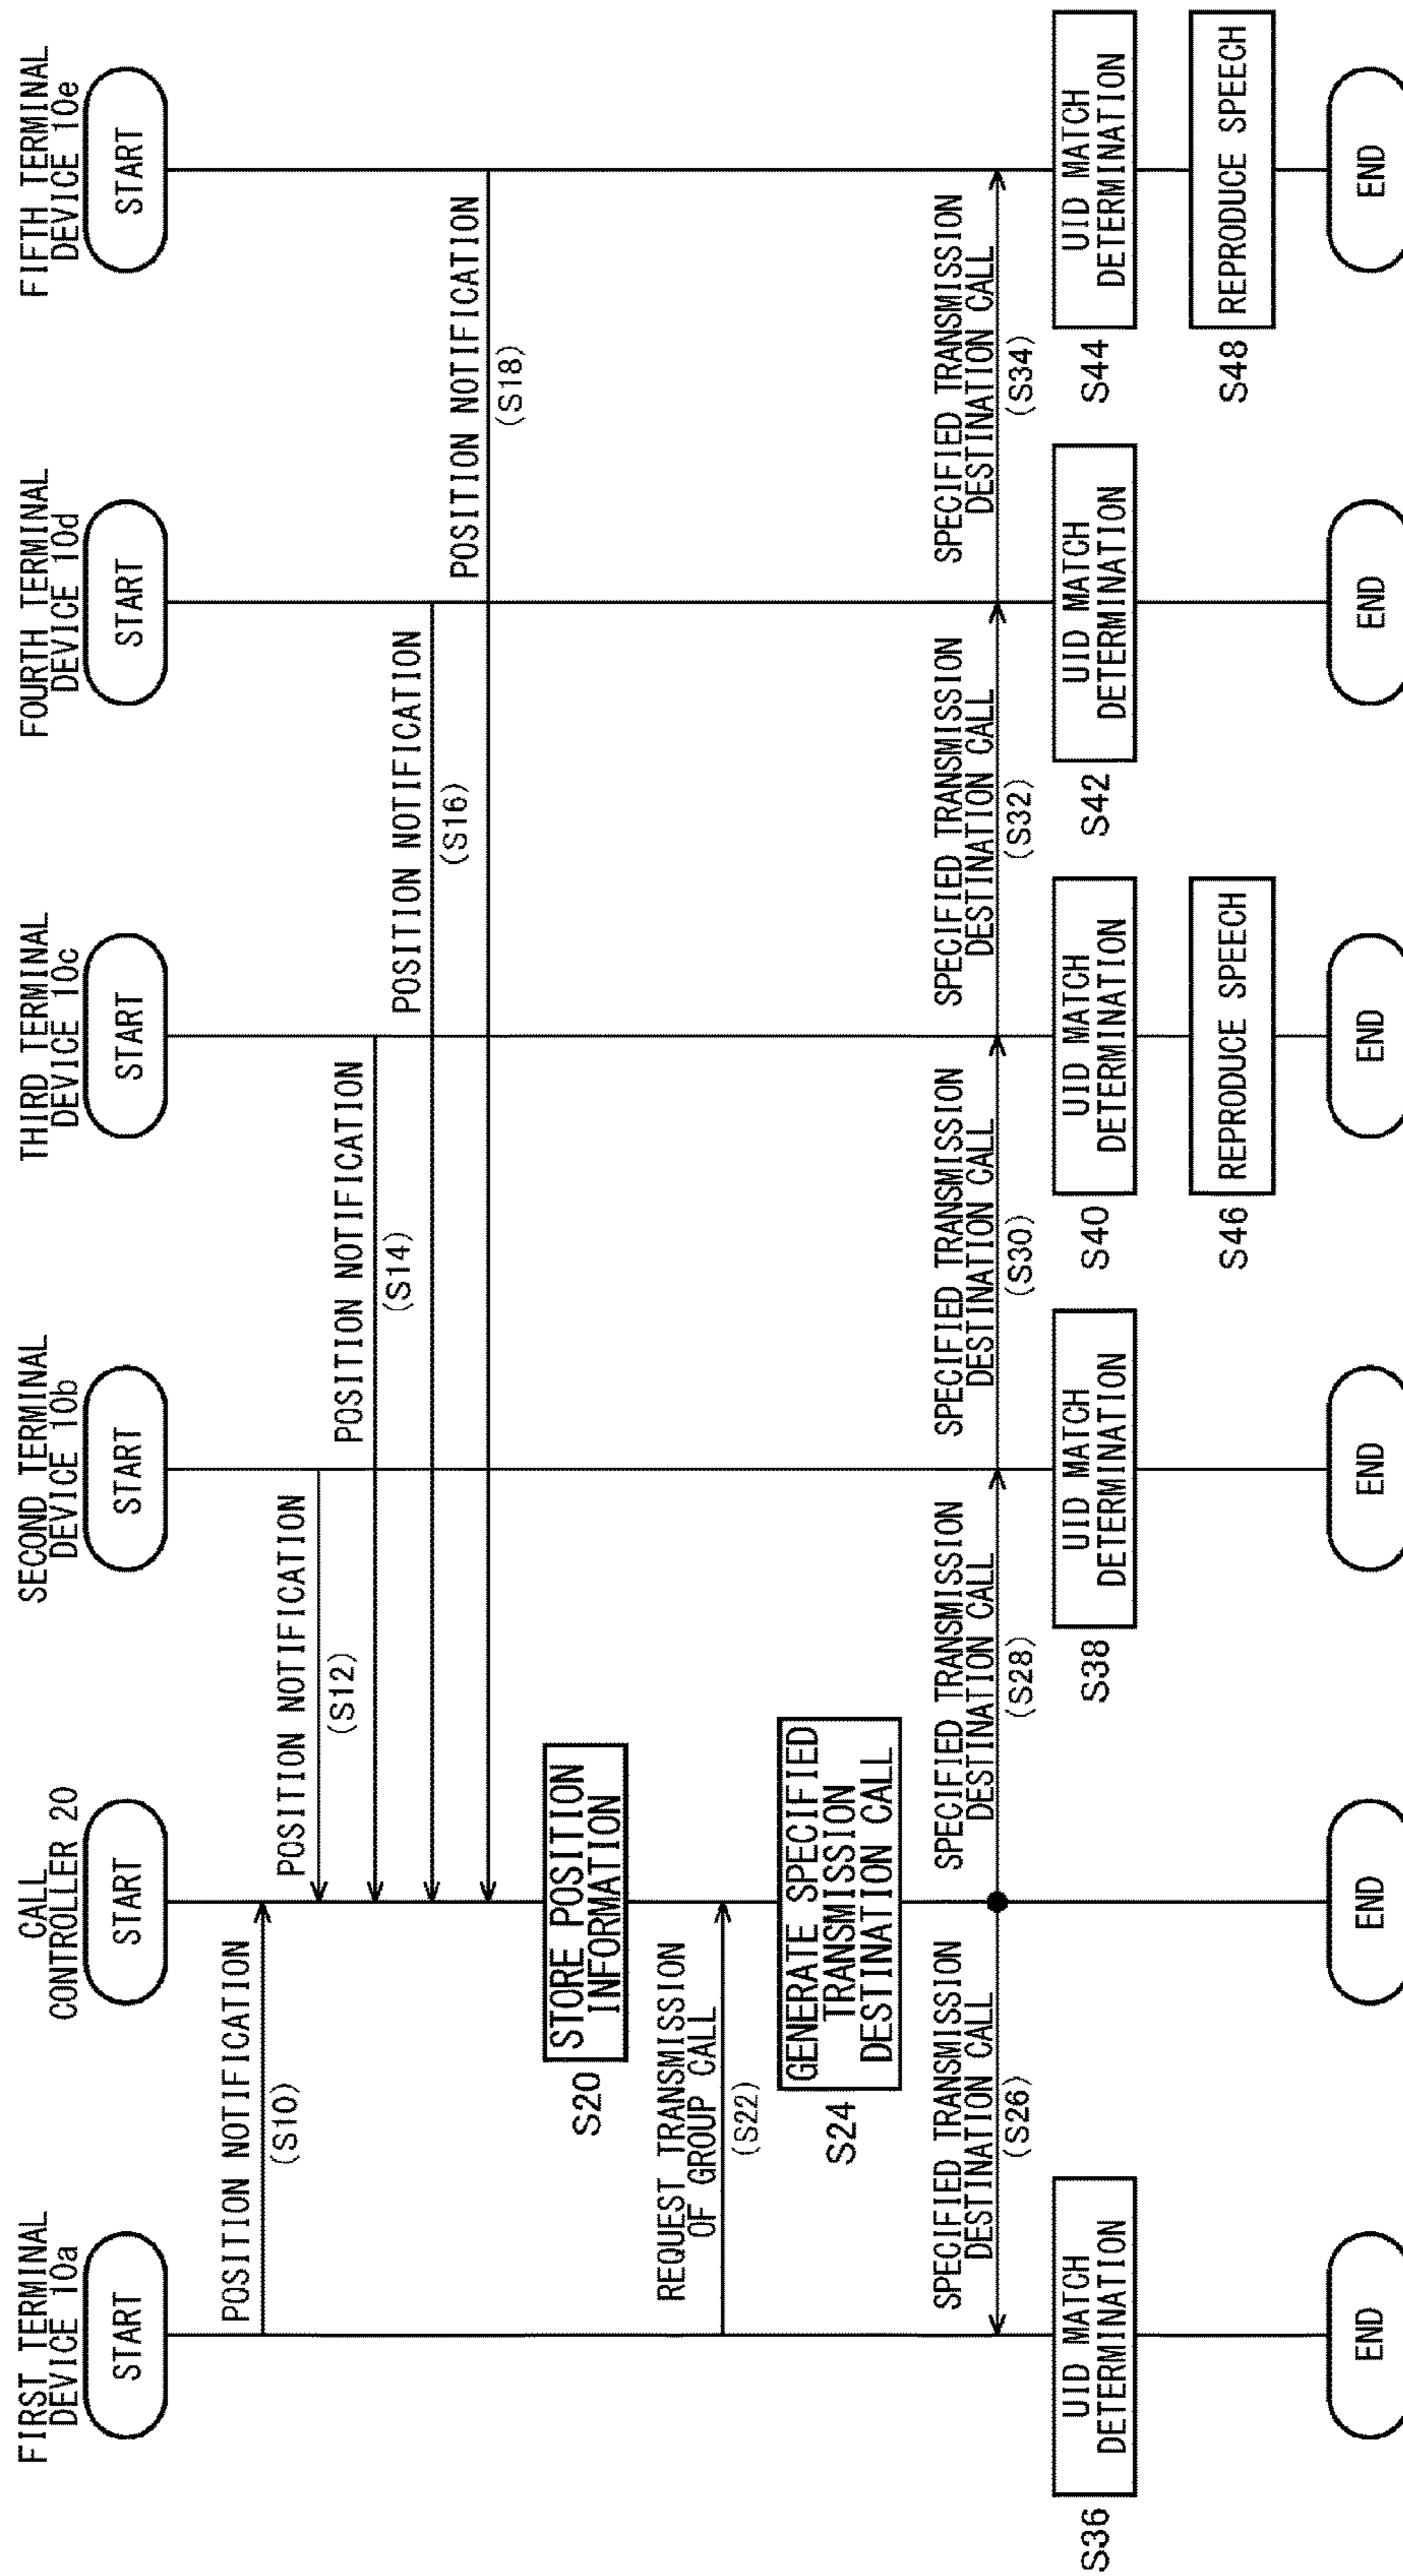 FIRST TERMINAL
DEVICE 10a
CALL
CONTROLLER 20
SECOND TERMINAL
DEVICE 10b
THIRD TERMINAL
DEVICE 10c
FOURTH TERMINAL
DEVICE 10d
FIFTH TERMINAL
DEVICE 10e
START
START
START
START
START
START
POSITION NOTIFICATION
(S10)
POSITION NOTIFICATION
(S12)
POSITION NOTIFICATION
(S14)
POSITION NOTIFICATION
(S16)
POSITION NOTIFICATION
(S18)
STORE POSITION
INFORMATION
S20
REQUEST TRANSMISSION
OF GROUP CALL
(S22)
GENERATE SPECIFIED
TRANSMISSION
DESTINATION CALL
S24
SPECIFIED TRANSMISSION
DESTINATION CALL
(S26)
SPECIFIED TRANSMISSION
DESTINATION CALL
(S28)
SPECIFIED TRANSMISSION
DESTINATION CALL
(S30)
SPECIFIED TRANSMISSION
DESTINATION CALL
(S32)
SPECIFIED TRANSMISSION
DESTINATION CALL
(S34)
UID MATCH
DETERMINATION
S36
UID MATCH
DETERMINATION
S38
UID MATCH
DETERMINATION
S40
UID MATCH
DETERMINATION
S42
UID MATCH
DETERMINATION
S44
REPRODUCE SPEECH
S46
REPRODUCE SPEECH
S48
END
END
END
END
END
END